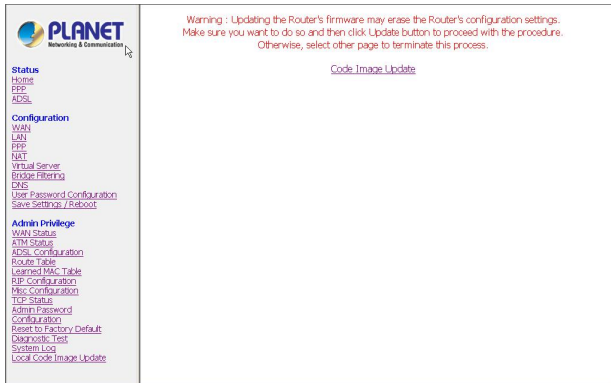 PLANET
Networking & Communication
Status
Home
PPP
ADSL
Configuration
WAN
LAN
PPP
NAT
Virtual Server
Bridge Filtering
DNS
User Password Configuration
Save Settings / Reboot
Admin Privilege
WAN Status
ATM Status
ADSL Configuration
Route Table
Learned MAC Table
RIP Configuration
Misc Configuration
TCP Status
Admin Password
Configuration
Reset to Factory Default
Diagnostic Test
System Log
Local Code Image Update
Warning : Updating the Router's firmware may erase the Router's configuration settings.
Make sure you want to do so and then click Update button to proceed with the procedure.
Otherwise, select other page to terminate this process.
Code Image Update